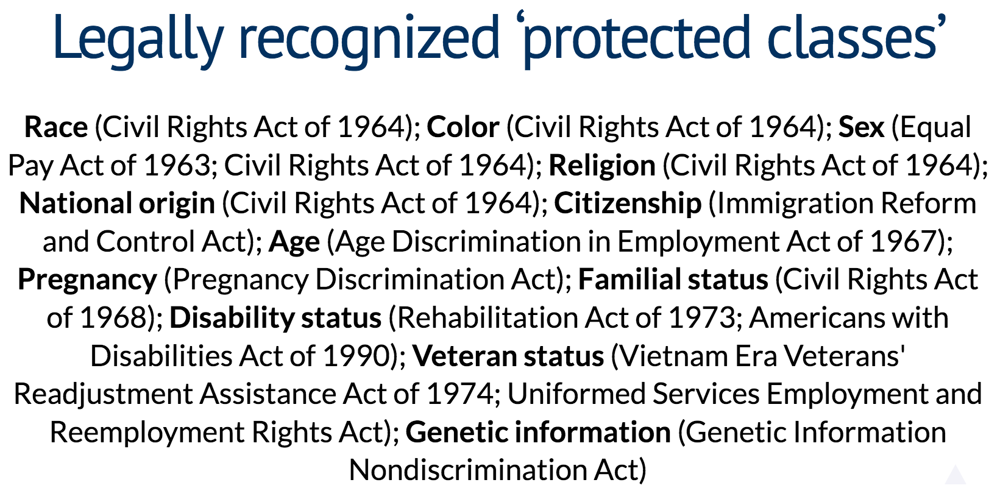 Legally recognized ‘protected classes’
Race (Civil Rights Act of 1964); Color (Civil Rights Act of 1964); Sex (Equal
Pay Act of 1963; Civil Rights Act of 1964); Religion (Civil Rights Act of 1964);
National origin (Civil Rights Act of 1964); Citizenship (Immigration Reform
and Control Act); Age (Age Discrimination in Employment Act of 1967);
Pregnancy (Pregnancy Discrimination Act); Familial status (Civil Rights Act
of 1968); Disability status (Rehabilitation Act of 1973; Americans with
Disabilities Act of 1990); Veteran status (Vietnam Era Veterans'
Readjustment Assistance Act of 1974; Uniformed Services Employment and
Reemployment Rights Act); Genetic information (Genetic Information
Nondiscrimination Act)